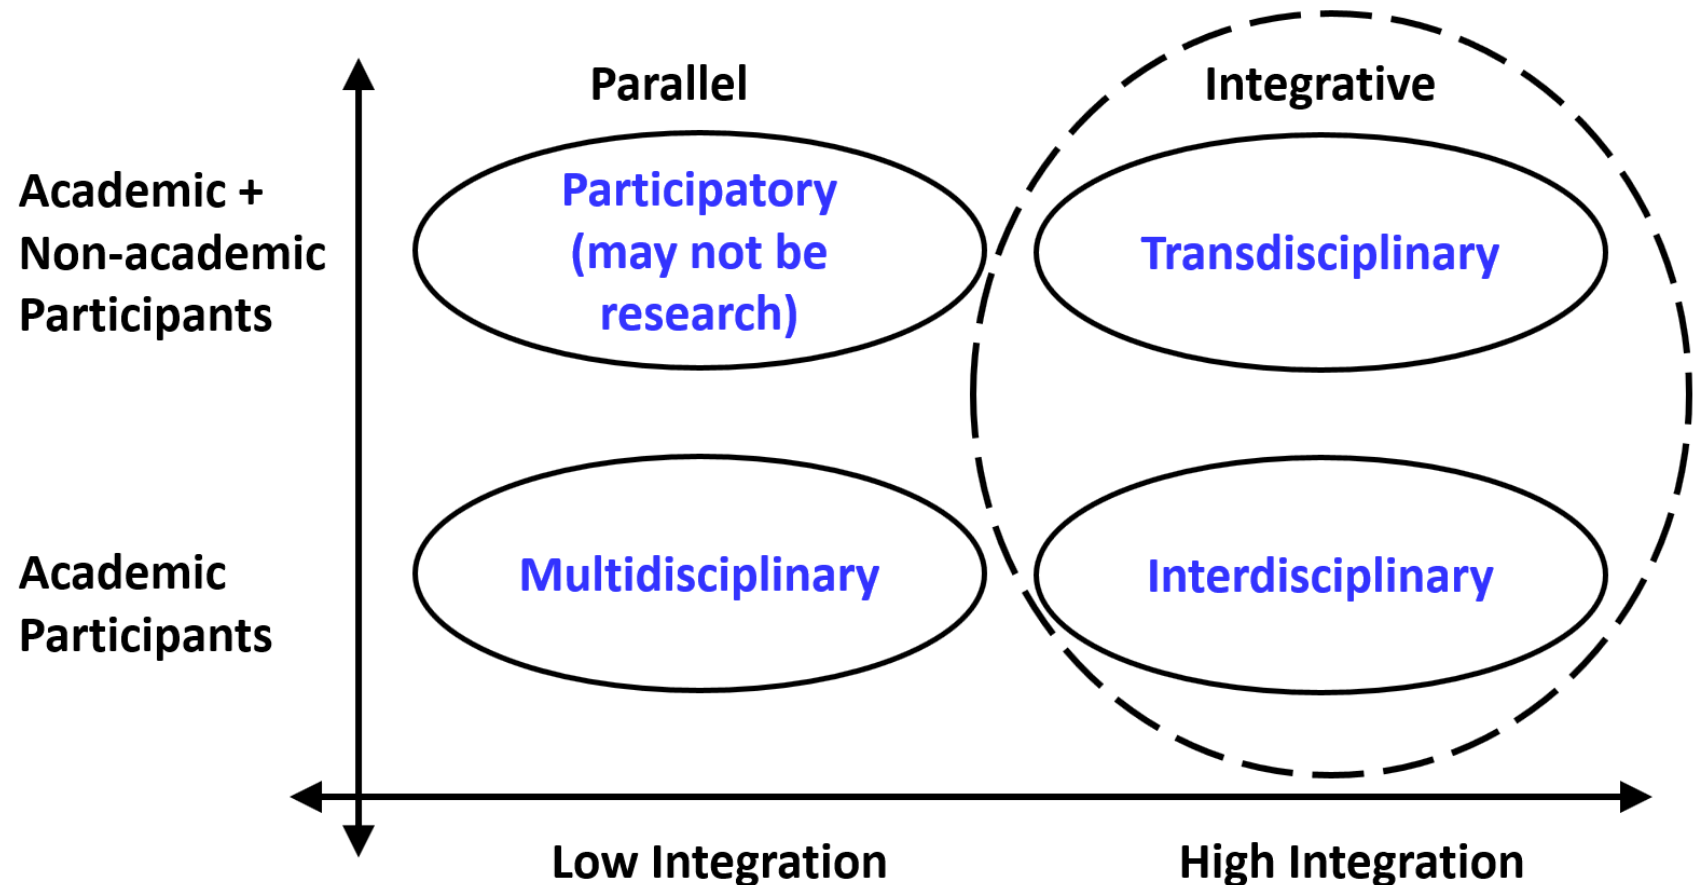 Parallel
Integrative
Academic +
Non-academic
Participants
Participatory
(may not be
research)
Transdisciplinary
Academic
Participants
Multidisciplinary
Interdisciplinary
Low Integration
High Integration